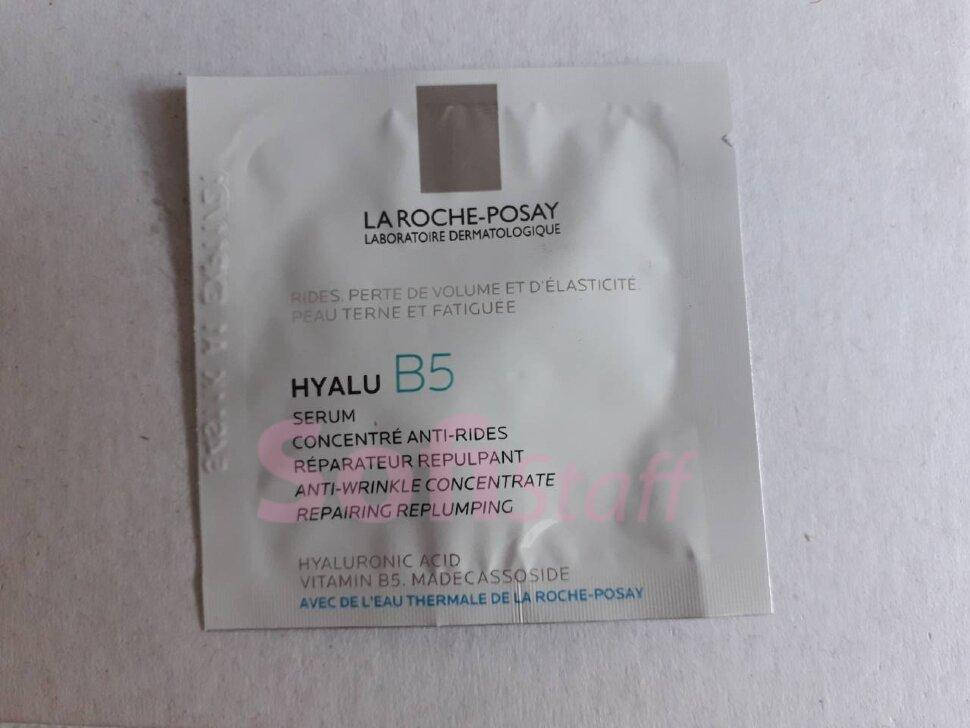 LA ROCHE-POSAY
LABORATOIRE DERMATOLOGIQUE
RIDES, PERTE DE VOLUME ET D'ÉLASTICITÉ,
PEAU TERNE ET FATIGUÉE
HYALU B5
SERUM
CONCENTRÉ ANTI-RIDES
RÉPARATEUR REPULPANT
ANTI-WRINKLE CONCENTRATE
REPAIRING REPLUMPING
Sofi Staff
HYALURONIC ACID
VITAMIN B5. MADECASSOSIDE
AVEC DE L'EAU THERMALE DE LA ROCHE-POSAY